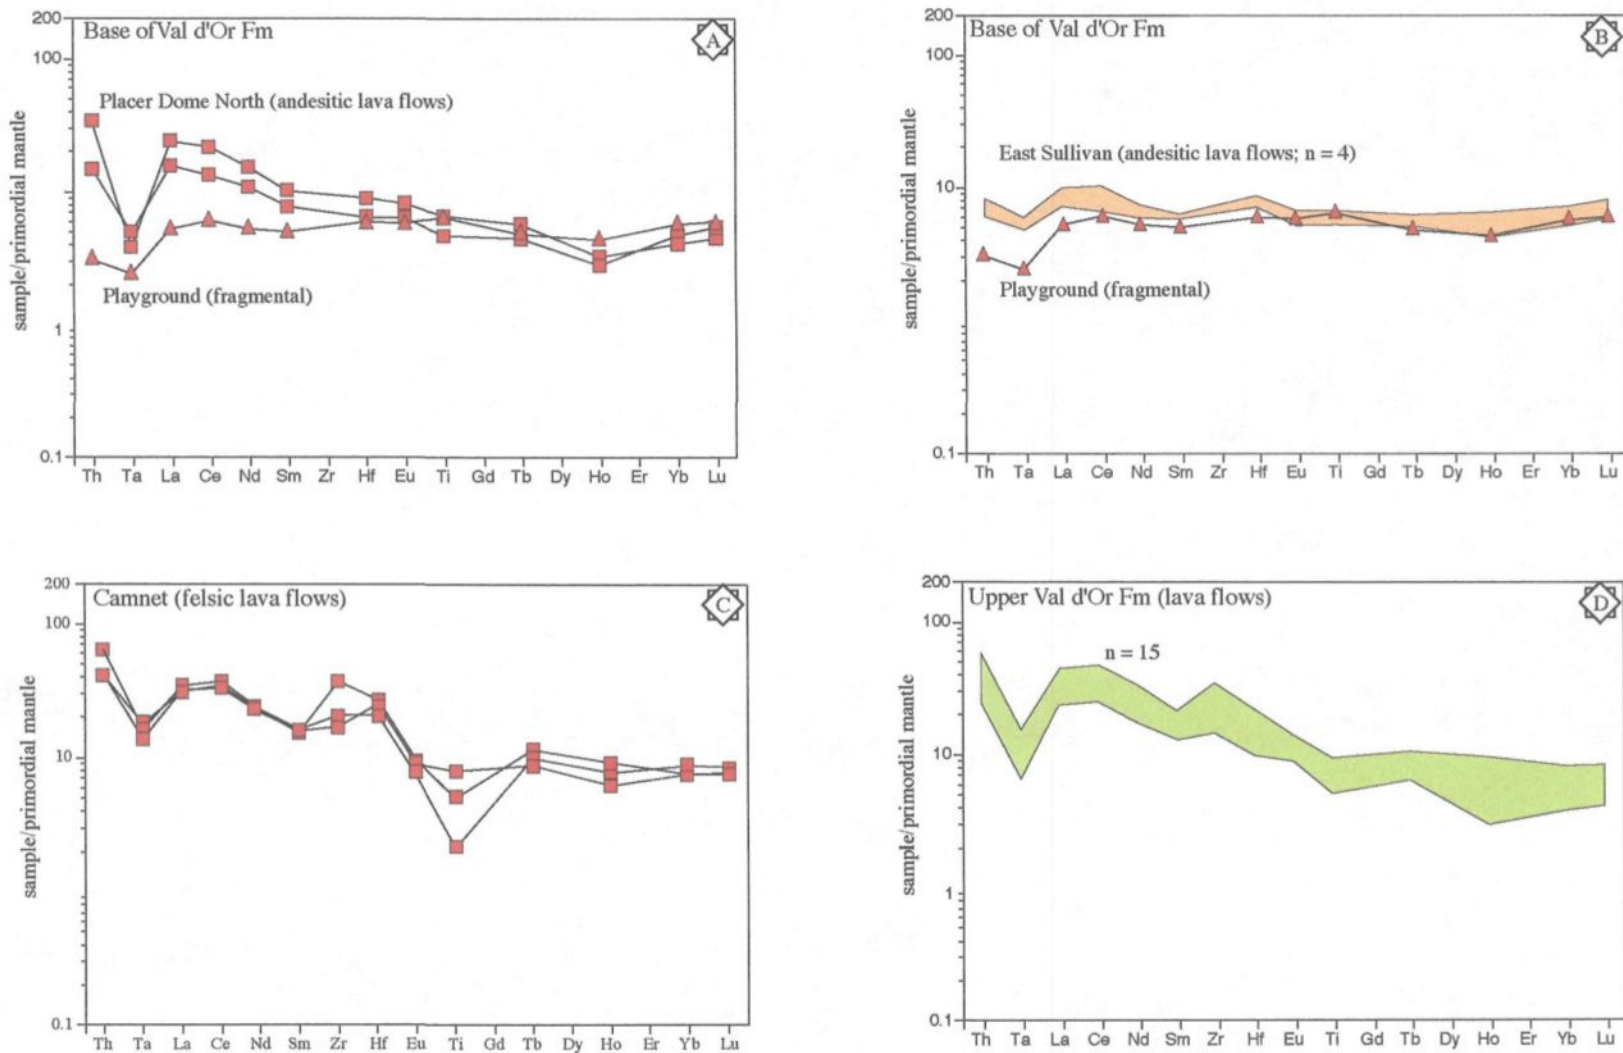 Base of Val d'Or Fm
A
200
100
1
0.1
sample/primordial mantle
Placer Dome North (andesitic lava flows)
Playground (fragmental)
Th Ta La Ce Nd Sm Zr Hf Eu Ti Gd Tb Dy Ho Er Yb Lu
Base of Val d'Or Fm
B
200
100
10
1
0.1
sample/primordial mantle
East Sullivan (andesitic lava flows; n = 4)
Playground (fragmental)
Th Ta La Ce Nd Sm Zr Hf Eu Ti Gd Tb Dy Ho Er Yb Lu
Camnet (felsic lava flows)
C
200
100
10
0.1
sample/primordial mantle
Th Ta La Ce Nd Sm Zr Hf Eu Ti Gd Tb Dy Ho Er Yb Lu
Upper Val d'Or Fm (lava flows)
D
200
100
10
1
0.1
sample/primordial mantle
n = 15
Th Ta La Ce Nd Sm Zr Hf Eu Ti Gd Tb Dy Ho Er Yb Lu